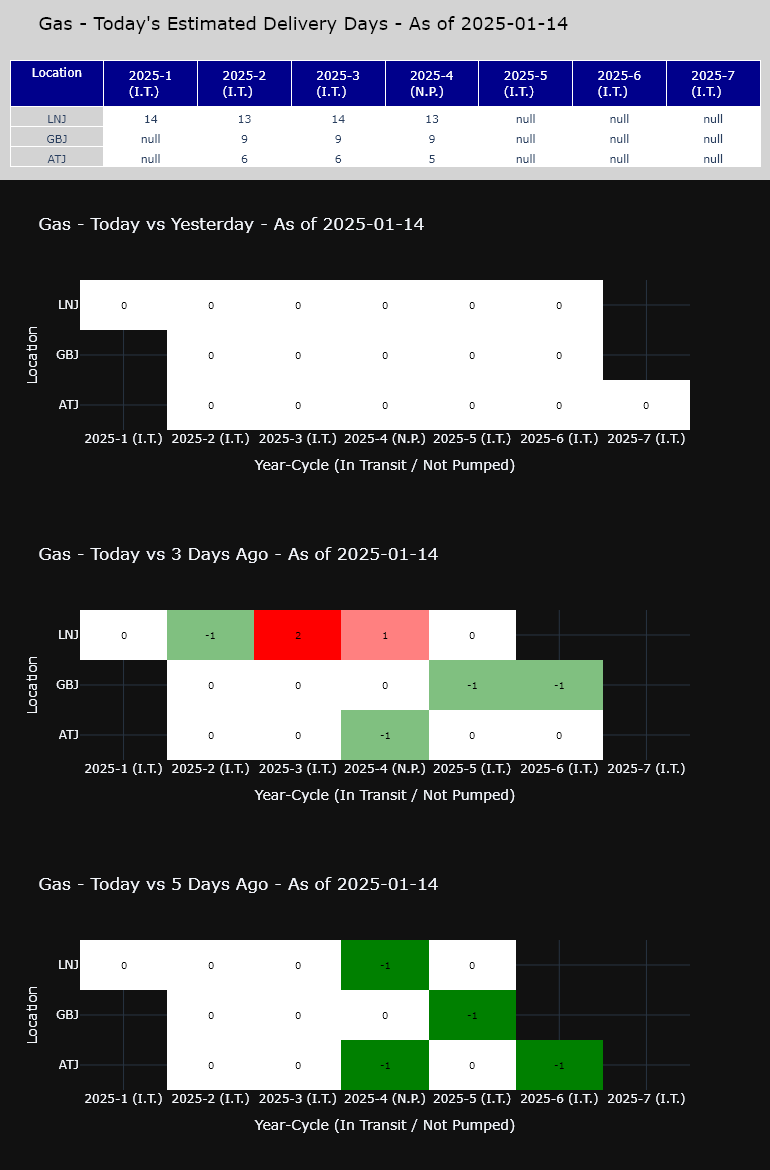 Gas - Today's Estimated Delivery Days - As of 2025-01-14
Location 2025-1 (I.T.) 2025-2 (I.T.) 2025-3 (I.T.) 2025-4 (N.P.) 2025-5 (I.T.) 2025-6 (I.T.) 2025-7 (I.T.)
LNJ 14 13 14 13 null null null
GBJ null 9 9 9 null null null
ATJ null 6 6 5 null null null
Gas - Today vs Yesterday - As of 2025-01-14
Location
LNJ 0 0 0 0 0 0
GBJ 0 0 0 0 0
ATJ 0 0 0 0 0 0
2025-1 (I.T.) 2025-2 (I.T.) 2025-3 (I.T.) 2025-4 (N.P.) 2025-5 (I.T.) 2025-6 (I.T.) 2025-7 (I.T.)
Year-Cycle (In Transit / Not Pumped)
Gas - Today vs 3 Days Ago - As of 2025-01-14
Location
LNJ 0 -1 2 1 0
GBJ 0 0 0 -1 -1
ATJ 0 0 -1 0 0
2025-1 (I.T.) 2025-2 (I.T.) 2025-3 (I.T.) 2025-4 (N.P.) 2025-5 (I.T.) 2025-6 (I.T.) 2025-7 (I.T.)
Year-Cycle (In Transit / Not Pumped)
Gas - Today vs 5 Days Ago - As of 2025-01-14
Location
LNJ 0 0 0 -1 0
GBJ 0 0 0 -1
ATJ 0 0 -1 0 -1
2025-1 (I.T.) 2025-2 (I.T.) 2025-3 (I.T.) 2025-4 (N.P.) 2025-5 (I.T.) 2025-6 (I.T.) 2025-7 (I.T.)
Year-Cycle (In Transit / Not Pumped)